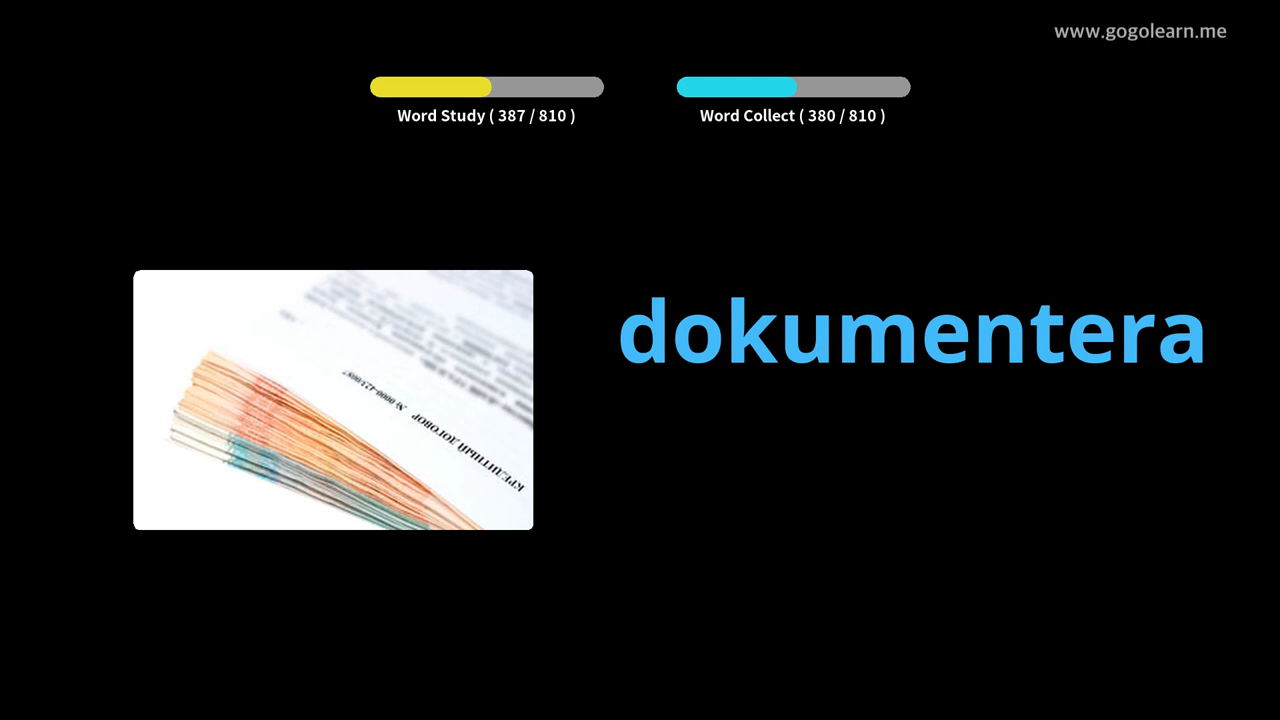 www.gogolearn.me
Word Study ( 387 / 810 )
Word Collect ( 380 / 810 )
dokumentera
КРЕДИТНЫЙ ДОГОВОР